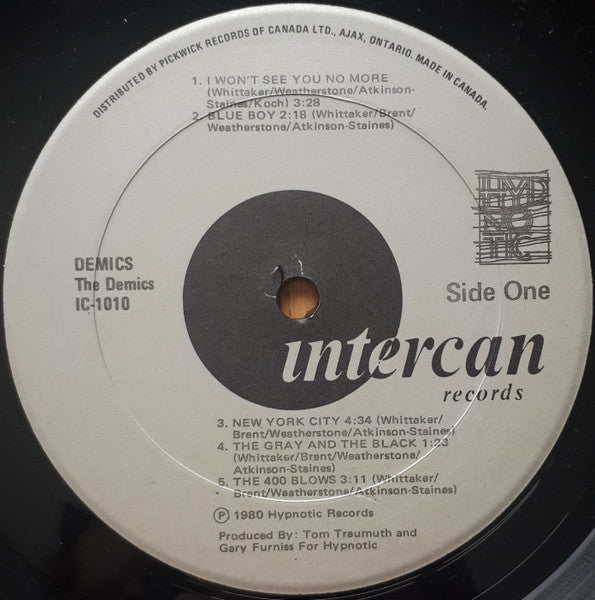 DISTRIBUTED BY PICKWICK RECORDS OF CANADA LTD., AJAX, ONTARIO. MADE IN CANADA.
1. I WON'T SEE YOU NO MORE
(Whittaker/Weatherstone/Atkinson-
Staines/Koch) 3:28
2. BLUE BOY 2:18 (Whittaker/Brent/
Weatherstone/Atkinson-Staines)
DEMICS
The Demics
IC-1010
Side One
intercan
records
3. NEW YORK CITY 4:34 (Whittaker/
Brent/Weatherstone/Atkinson-Staines)
4. THE GRAY AND THE BLACK 1:23
(Whittaker/Brent/Weatherstone/
Atkinson-Staines)
5. THE 400 BLOWS 3:11 (Whittaker/
Brent/Weatherstone/Atkinson-Staines)
Ⓟ 1980 Hypnotic Records
Produced By: Tom Treumuth and
Gary Furniss For Hypnotic